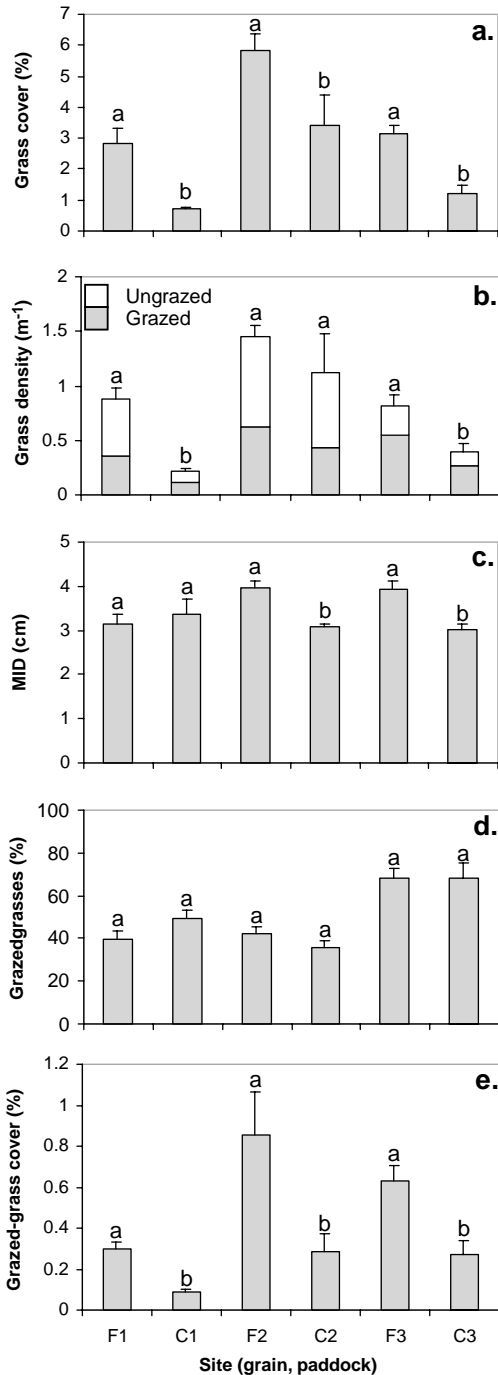 a.
Grass cover (%)
7
6
5
4
3
2
1
0
a
b
a
b
a
b
b.
Grass density (m-1)
2
1.5
1
0.5
0
Ungrazed
Grazed
a
b
a
a
a
b
c.
MID (cm)
5
4
3
2
1
0
a
a
a
b
a
b
d.
Grazedgrasses (%)
100
80
60
40
20
0
a
a
a
a
a
a
e.
Grazed-grass cover (%)
1.2
1
0.8
0.6
0.4
0.2
0
a
b
a
b
a
b
F1 C1 F2 C2 F3 C3
Site (grain, paddock)